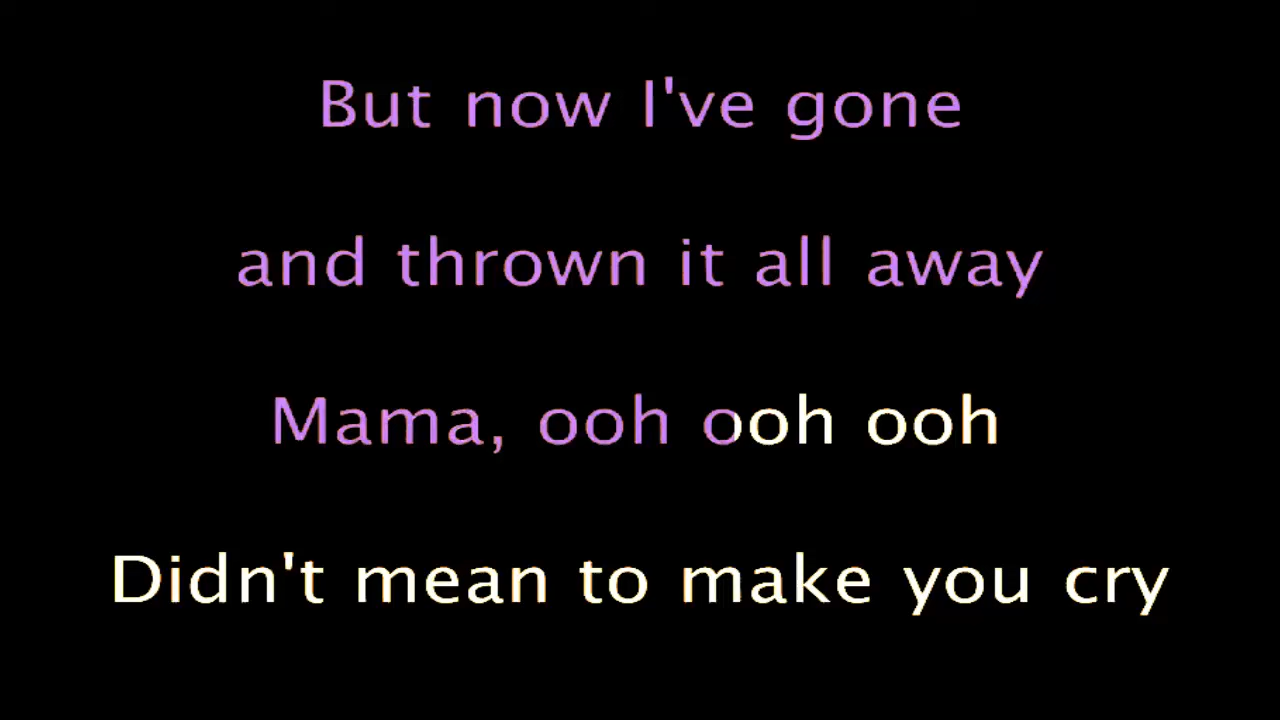 But now I've gone
and thrown it all away
Mama, ooh ooh ooh
Didn't mean to make you cry